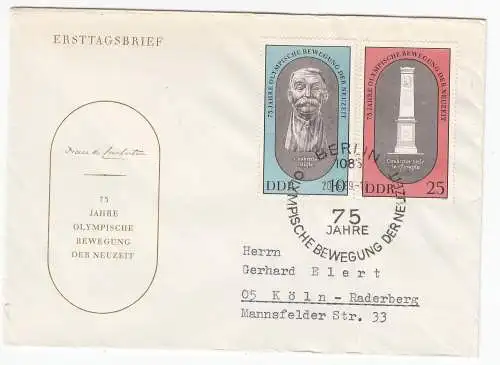 ERSTTAGSBRIEF
75 JAHRE OLYMPISCHE BEWEGUNG DER NEUZEIT
DDR 10
75 JAHRE OLYMPISCHE BEWEGUNG DER NEUZEIT
DDR 25
BERLIN
75
JAHRE
OLYMPISCHE BEWEGUNG DER NEUZEIT
75
JAHRE
OLYMPISCHE
BEWEGUNG
DER NEUZEIT
Herrn
Gerhard Elert
05 Köln-Raderberg
Mannsfelder Str. 33